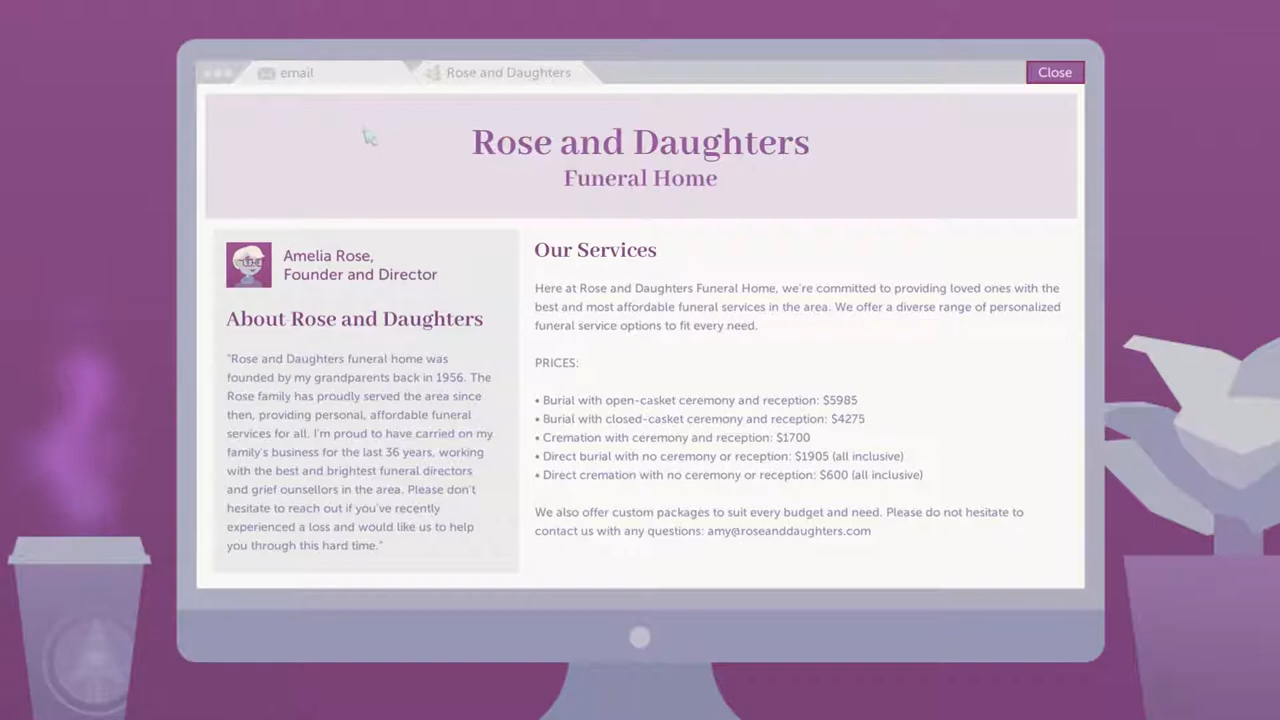 email
Rose and Daughters
Close
Rose and Daughters
Funeral Home
Amelia Rose,
Founder and Director
About Rose and Daughters
"Rose and Daughters funeral home was
founded by my grandparents back in 1956. The
Rose family has proudly served the area since
then, providing personal, affordable funeral
services for all. I'm proud to have carried on my
family's business for the last 36 years, working
with the best and brightest funeral directors
and grief ounsellors in the area. Please don't
hesitate to reach out if you've recently
experienced a loss and would like us to help
you through this hard time."
Our Services
Here at Rose and Daughters Funeral Home, we're committed to providing loved ones with the
best and most affordable funeral services in the area. We offer a diverse range of personalized
funeral service options to fit every need.
PRICES:
• Burial with open-casket ceremony and reception: $5985
• Burial with closed-casket ceremony and reception: $4275
• Cremation with ceremony and reception: $1700
• Direct burial with no ceremony or reception: $1905 (all inclusive)
• Direct cremation with no ceremony or reception: $600 (all inclusive)
We also offer custom packages to suit every budget and need. Please do not hesitate to
contact us with any questions: amy@roseanddaughters.com